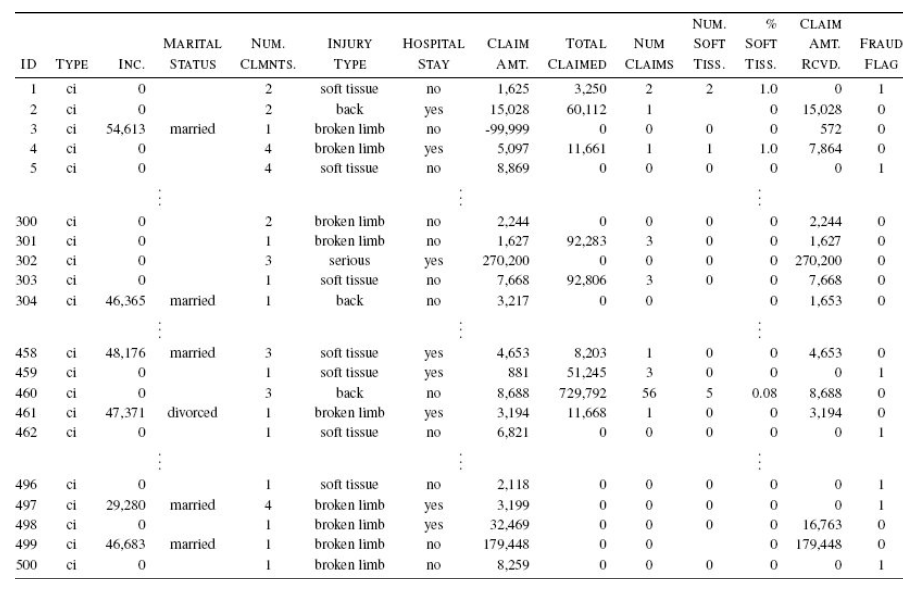 NUM. % CLAIM
MARITAL NUM. INJURY HOSPITAL CLAIM TOTAL NUM SOFT SOFT AMT. FRAUD
ID TYPE INC. STATUS CLMNTS. TYPE STAY AMT. CLAIMED CLAIMS TISS. TISS. RCVD. FLAG
1 ci 0 2 soft tissue no 1,625 3,250 2 2 1.0 0 1
2 ci 0 2 back yes 15,028 60,112 1 0 15,028 0
3 ci 54,613 married 1 broken limb no -99,999 0 0 0 0 572 0
4 ci 0 4 broken limb yes 5,097 11,661 1 1 1.0 7,864 0
5 ci 0 4 soft tissue no 8,869 0 0 0 0 0 1
⋮ ⋮ ⋮
300 ci 0 2 broken limb no 2,244 0 0 0 0 2,244 0
301 ci 0 1 broken limb no 1,627 92,283 3 0 0 1,627 0
302 ci 0 3 serious yes 270,200 0 0 0 0 270,200 0
303 ci 0 1 soft tissue no 7,668 92,806 3 0 0 7,668 0
304 ci 46,365 married 1 back no 3,217 0 0 0 1,653 0
⋮ ⋮ ⋮
458 ci 48,176 married 3 soft tissue yes 4,653 8,203 1 0 0 4,653 0
459 ci 0 1 soft tissue yes 881 51,245 3 0 0 0 1
460 ci 0 3 back no 8,688 729,792 56 5 0.08 8,688 0
461 ci 47,371 divorced 1 broken limb yes 3,194 11,668 1 0 0 3,194 0
462 ci 0 1 soft tissue no 6,821 0 0 0 0 0 1
⋮ ⋮ ⋮
496 ci 0 1 soft tissue no 2,118 0 0 0 0 0 1
497 ci 29,280 married 4 broken limb yes 3,199 0 0 0 0 0 1
498 ci 0 1 broken limb yes 32,469 0 0 0 0 16,763 0
499 ci 46,683 married 1 broken limb no 179,448 0 0 0 179,448 0
500 ci 0 1 broken limb no 8,259 0 0 0 0 0 1